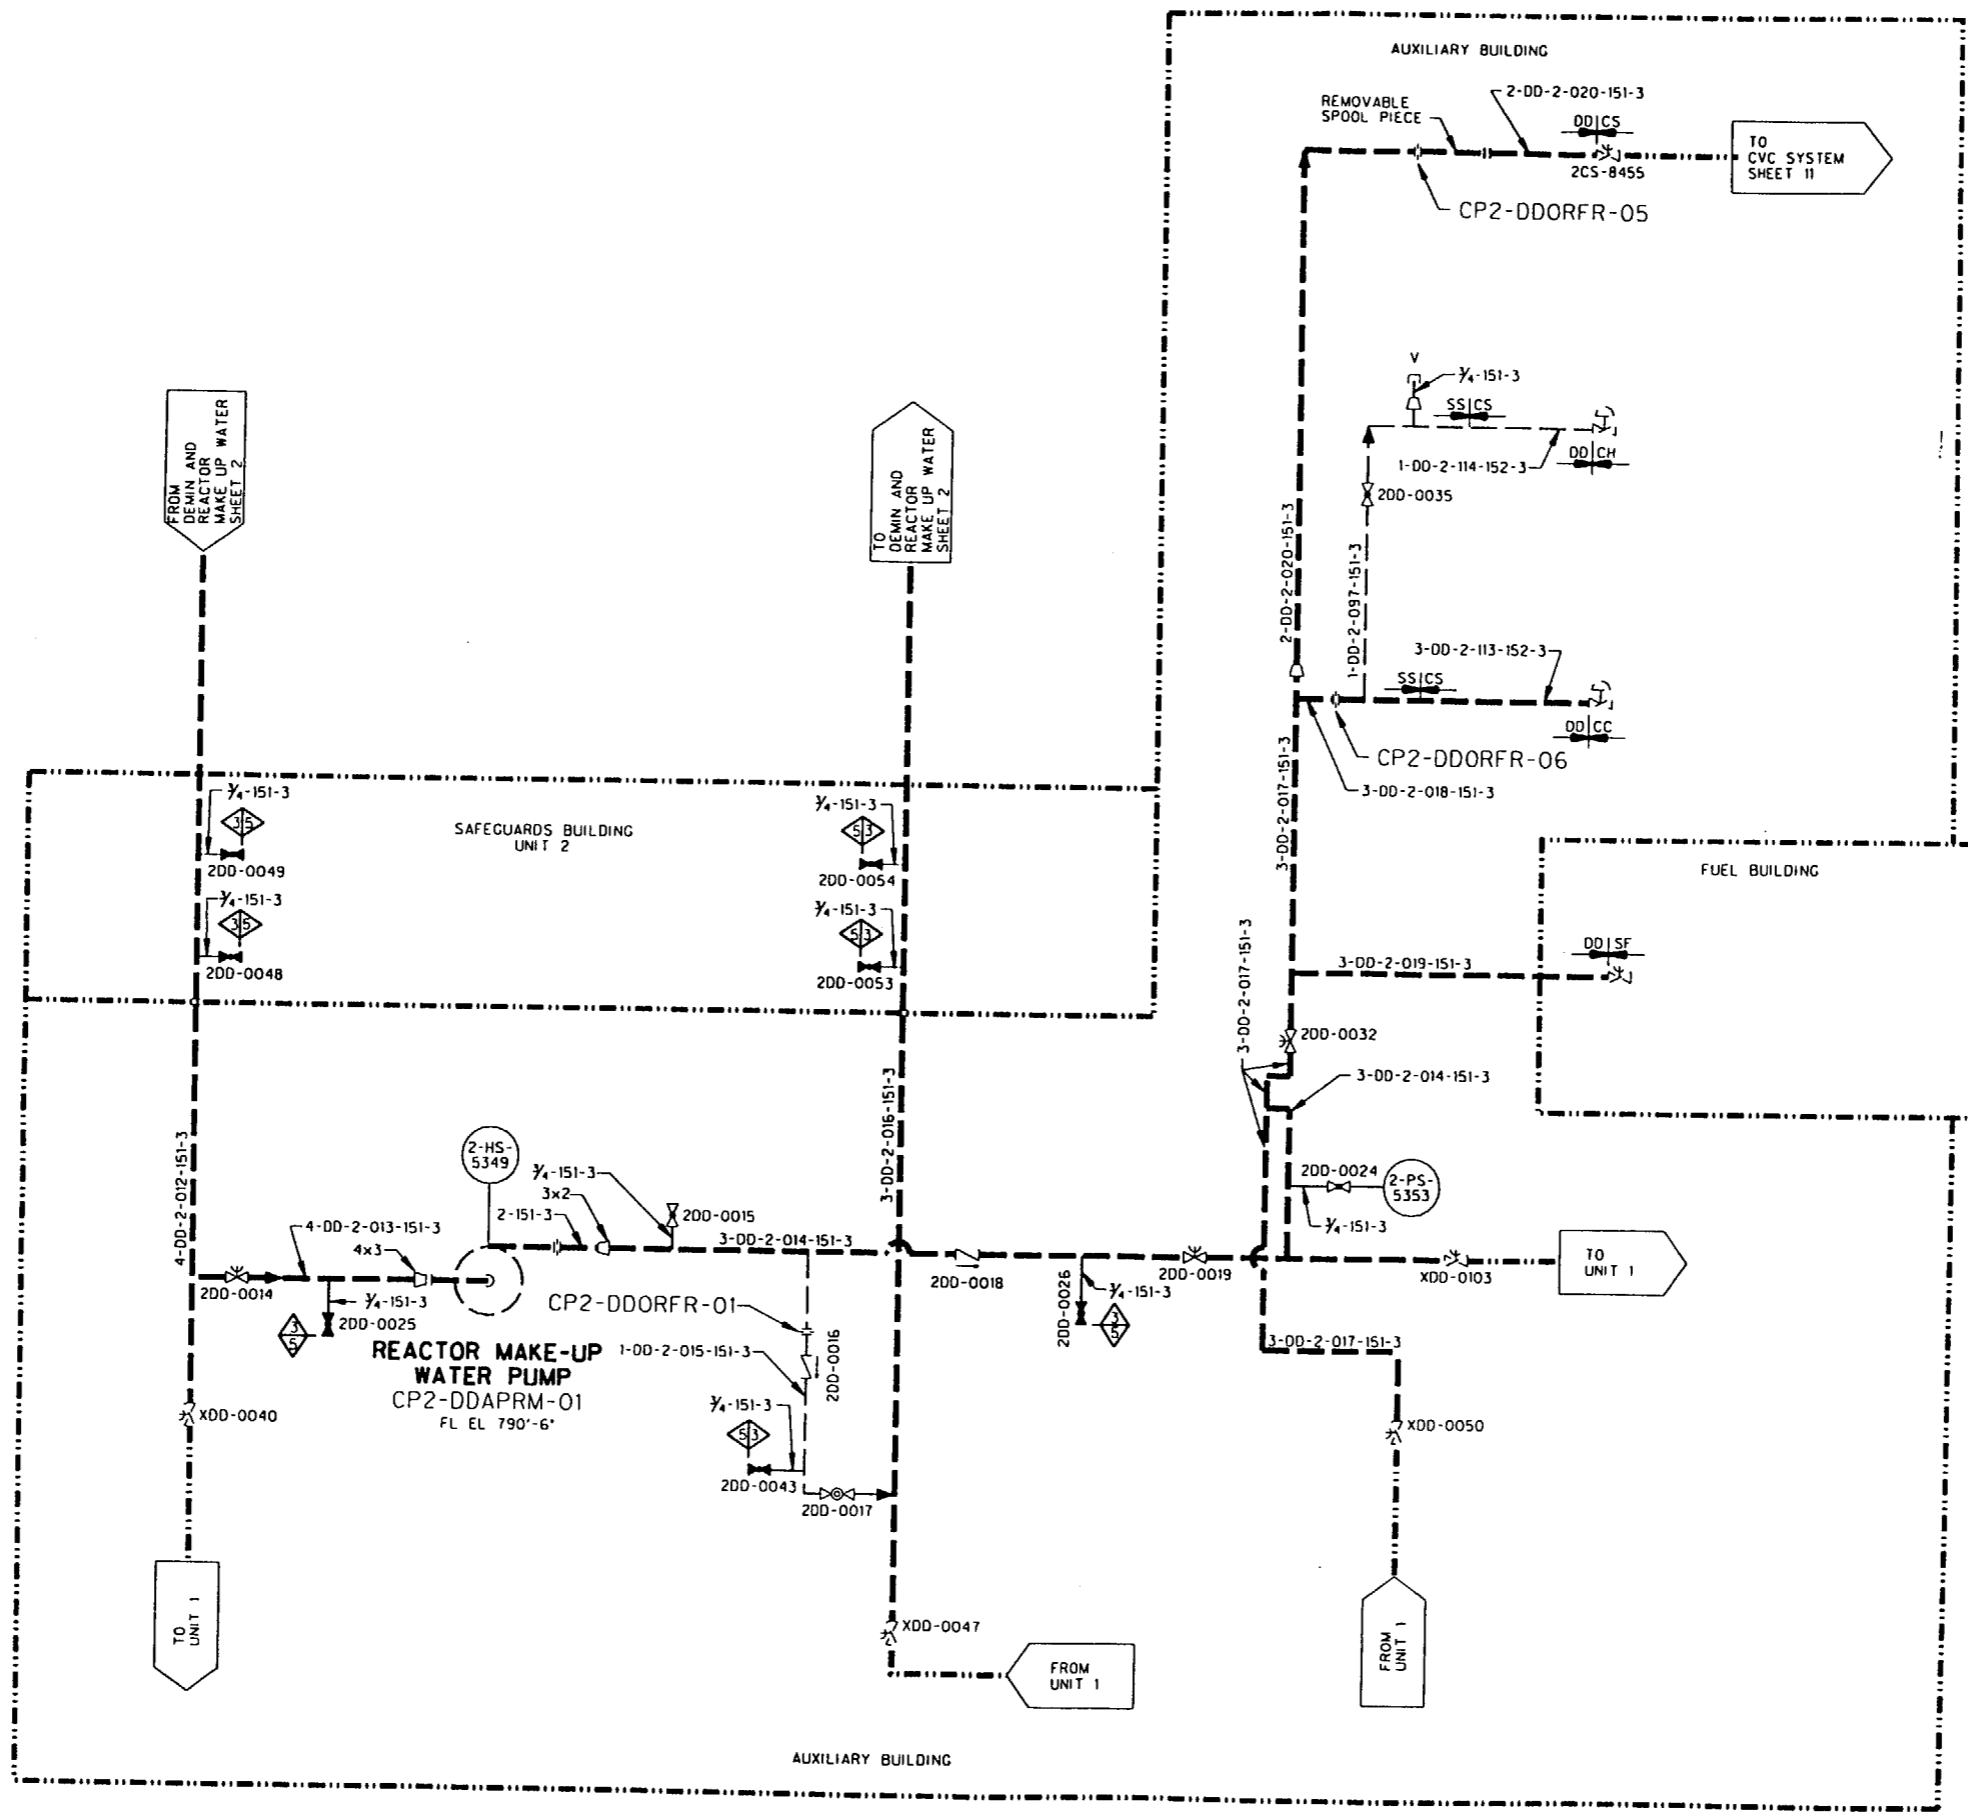 AUXILIARY BUILDING
2-DD-2-020-151-3
REMOVABLE
SPOOL PIECE
DD CS
TO
CVC SYSTEM
SHEET 11
2CS-8455
CP2-DDORFR-05
V
3/4-151-3
SS CS
1-DD-2-114-152-3
DD CH
2DD-0035
2-DD-2-020-151-3
1-DD-2-097-151-3
3-DD-2-113-152-3
SS CS
DD CC
CP2-DDORFR-06
3-DD-2-018-151-3
3-DD-2-017-151-3
FROM
DEMIN AND
REACTOR
MAKE UP WATER
SHEET 2
TO
DEMIN AND
REACTOR
MAKE UP WATER
SHEET 2
3/4-151-3
35
2DD-0049
3/4-151-3
35
2DD-0048
SAFEGUARDS BUILDING
UNIT 2
3/4-151-3
53
2DD-0054
3/4-151-3
53
2DD-0053
FUEL BUILDING
DD SF
3-DD-2-019-151-3
3-DD-2-017-151-3
2DD-0032
3-DD-2-014-151-3
2DD-0024
2-PS-
5353
3/4-151-3
4-DD-2-012-151-3
2-HS-
5349
3/4-151-3
3x2
2-151-3
2DD-0015
3-DD-2-014-151-3
3-DD-2-016-151-3
4-DD-2-013-151-3
4x3
2DD-0014
3/4-151-3
2DD-0025
3
5
REACTOR MAKE-UP
WATER PUMP
CP2-DDAPRM-01
FL EL 790'-6"
CP2-DDORFR-01
1-DD-2-015-151-3
2DD-0016
3/4-151-3
53
2DD-0043
2DD-0017
2DD-0018
2DD-0026
3/4-151-3
3
5
2DD-0019
XDD-0103
TO
UNIT 1
3-DD-2-017-151-3
XDD-0050
FROM
UNIT 1
XDD-0040
TO
UNIT 1
XDD-0047
FROM
UNIT 1
AUXILIARY BUILDING